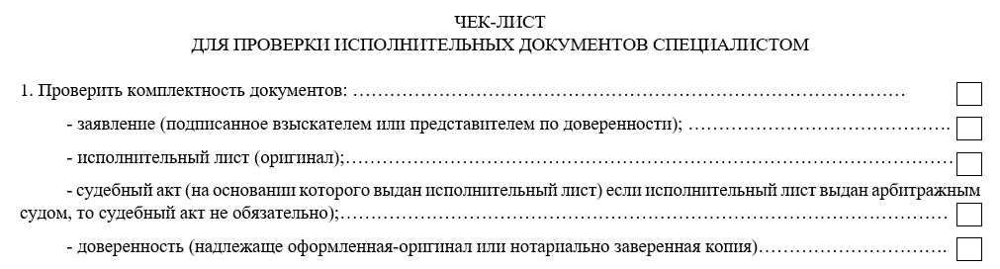 ЧЕК-ЛИСТ
ДЛЯ ПРОВЕРКИ ИСПОЛНИТЕЛЬНЫХ ДОКУМЕНТОВ СПЕЦИАЛИСТОМ
1. Проверить комплектность документов: ……………………………………………………………………………
- заявление (подписанное взыскателем или представителем по доверенности); …………………………………
- исполнительный лист (оригинал);…………………………………………………………………………………
- судебный акт (на основании которого выдан исполнительный лист) если исполнительный лист выдан арбитражным
судом, то судебный акт не обязательно);……………………………………………………………………………………
- доверенность (надлежаще оформленная-оригинал или нотариально заверенная копия)…………………………